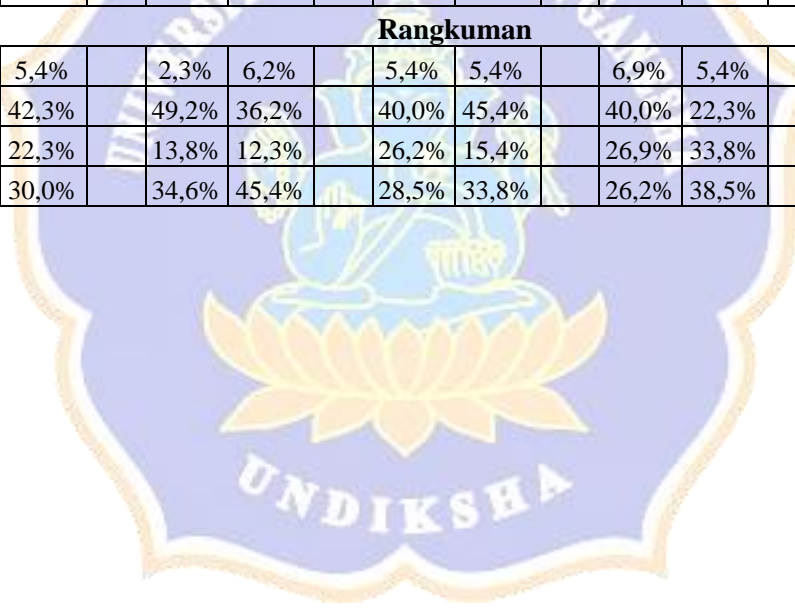 Rangkuman
5,4% 2,3% 6,2% 5,4% 5,4% 6,9% 5,4%
42,3% 49,2% 36,2% 40,0% 45,4% 40,0% 22,3%
22,3% 13,8% 12,3% 26,2% 15,4% 26,9% 33,8%
30,0% 34,6% 45,4% 28,5% 33,8% 26,2% 38,5%
UNDIKSHA